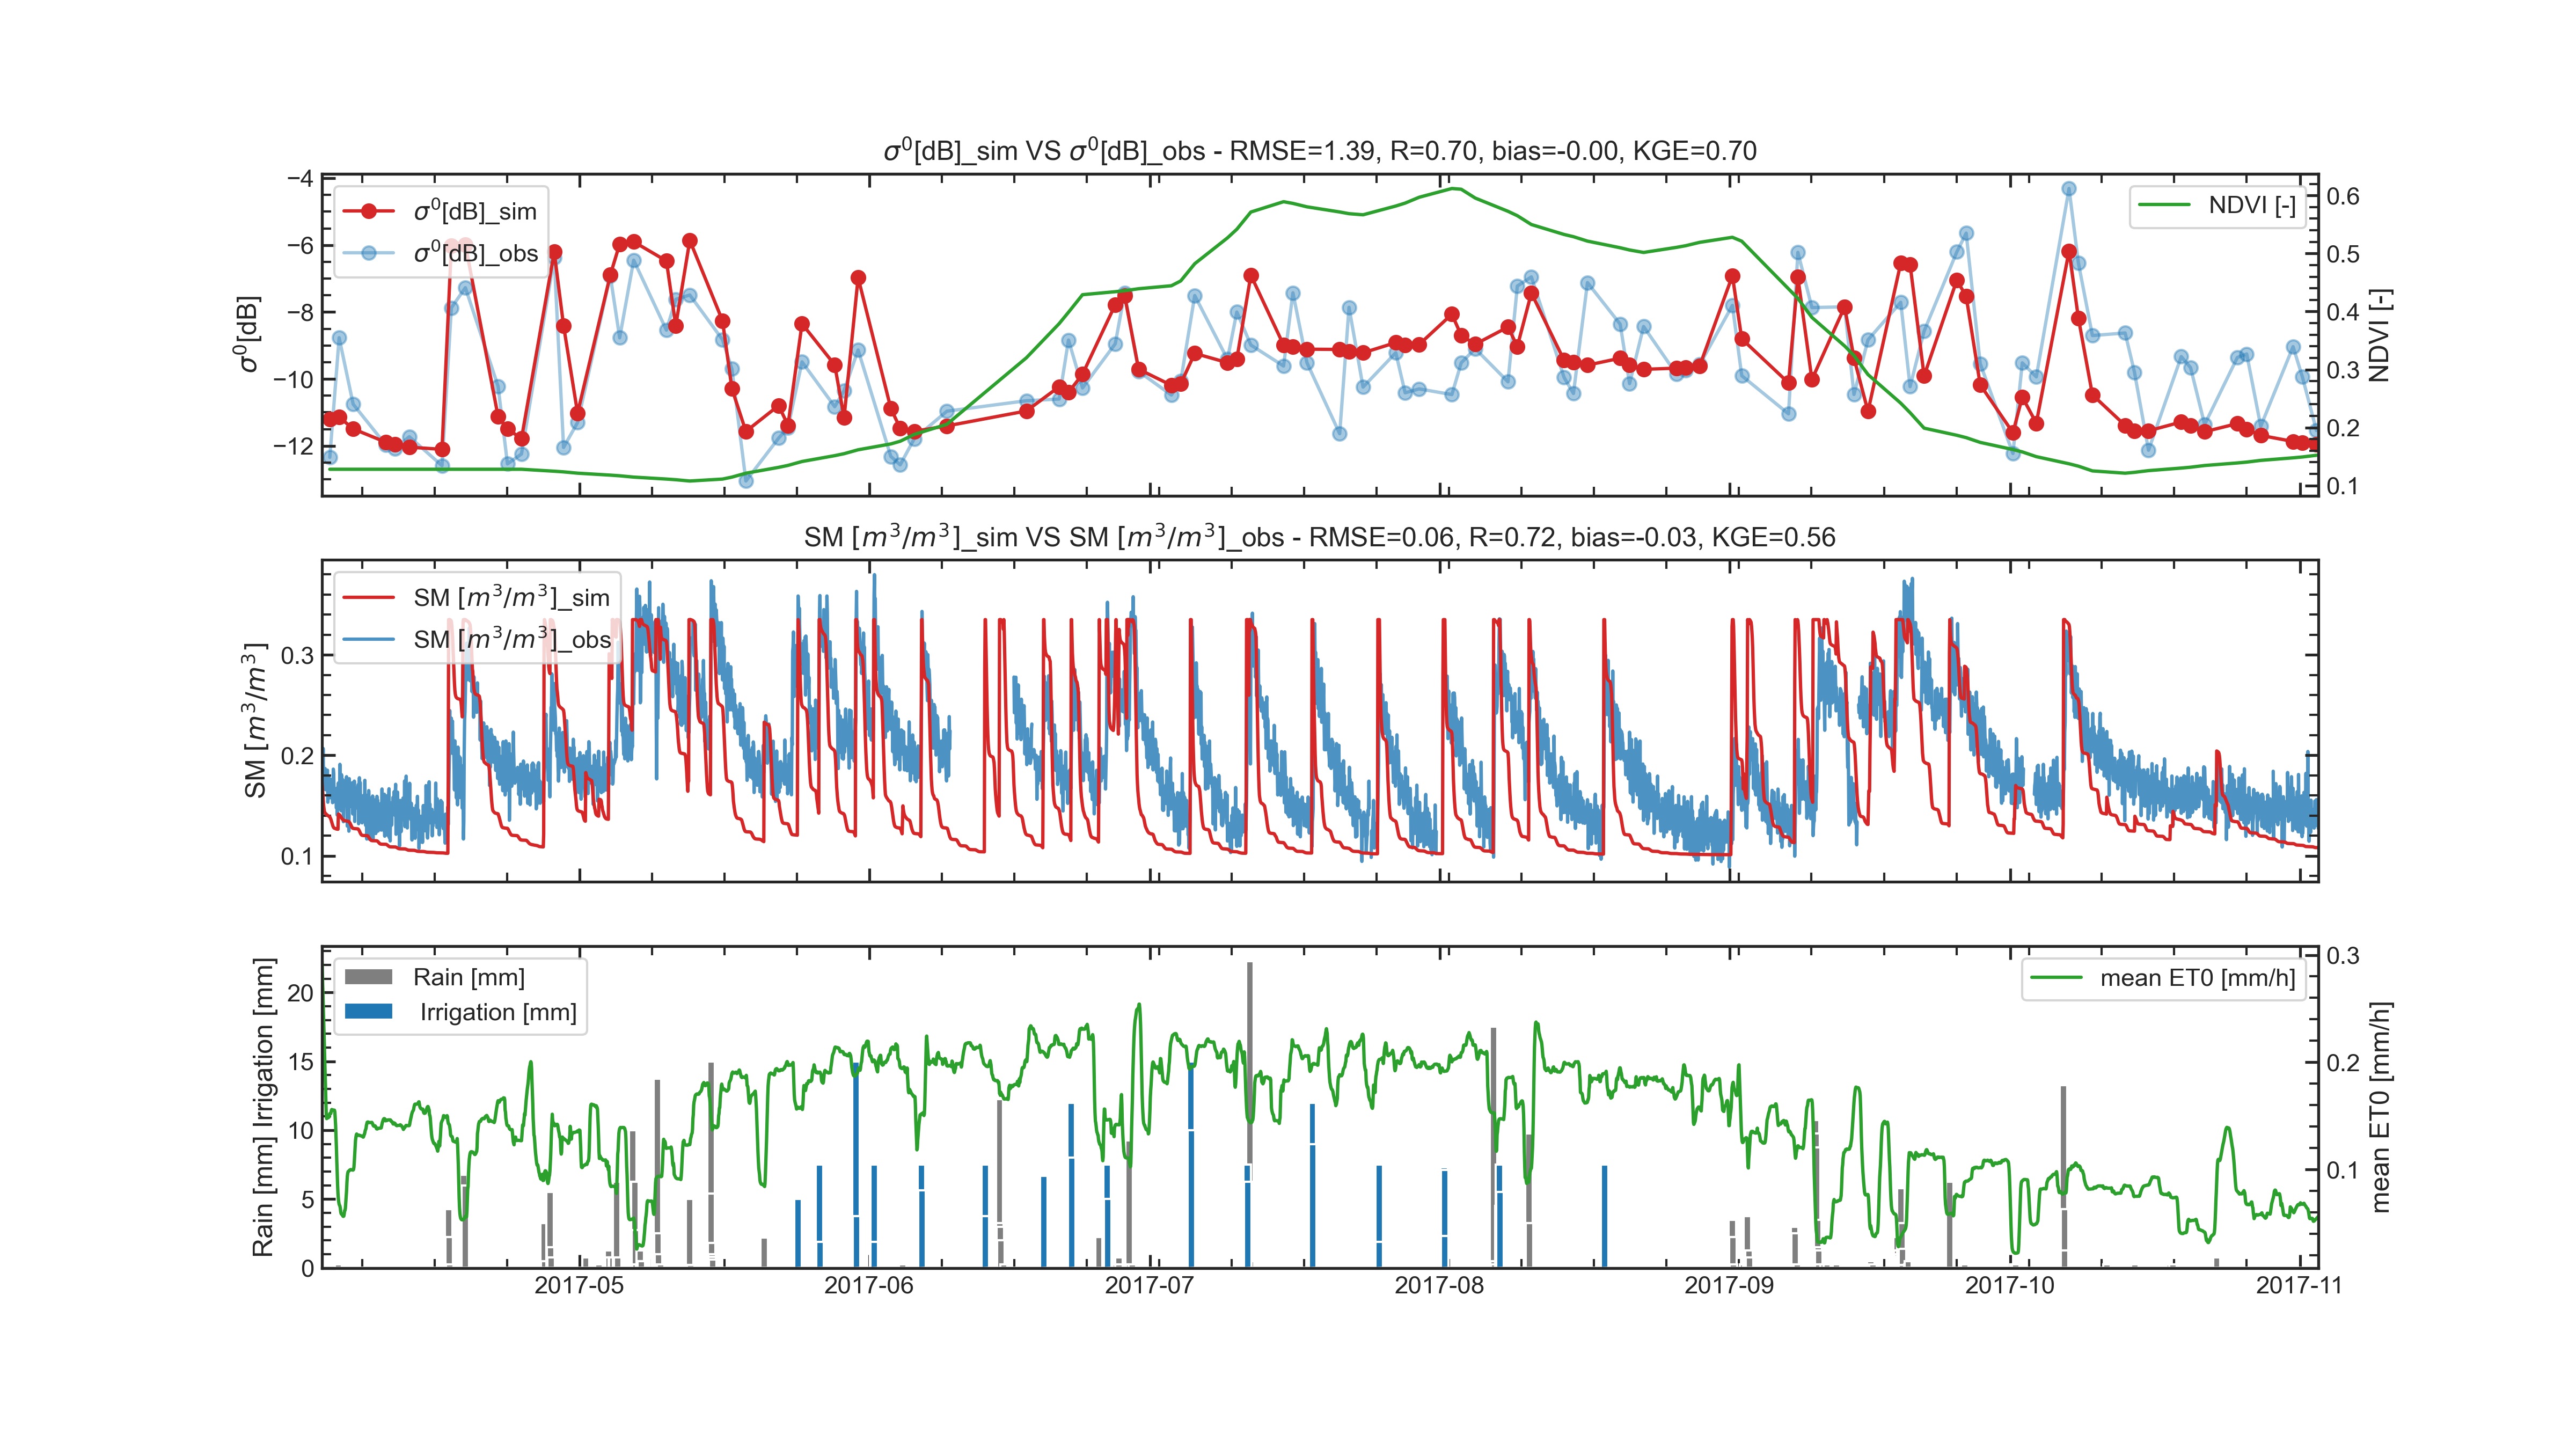 σ⁰[dB]_sim VS σ⁰[dB]_obs - RMSE=1.39, R=0.70, bias=-0.00, KGE=0.70
σ⁰[dB]_sim
σ⁰[dB]_obs
NDVI [-]
−4
−6
−8
−10
−12
σ⁰[dB]
0.6
0.5
0.4
0.3
0.2
0.1
NDVI [-]
SM [m³/m³]_sim VS SM [m³/m³]_obs - RMSE=0.06, R=0.72, bias=-0.03, KGE=0.56
SM [m³/m³]_sim
SM [m³/m³]_obs
0.3
0.2
0.1
SM [m³/m³]
Rain [mm]
Irrigation [mm]
mean ET0 [mm/h]
20
15
10
5
0
Rain [mm] Irrigation [mm]
0.3
0.2
0.1
mean ET0 [mm/h]
2017-05 2017-06 2017-07 2017-08 2017-09 2017-10 2017-11